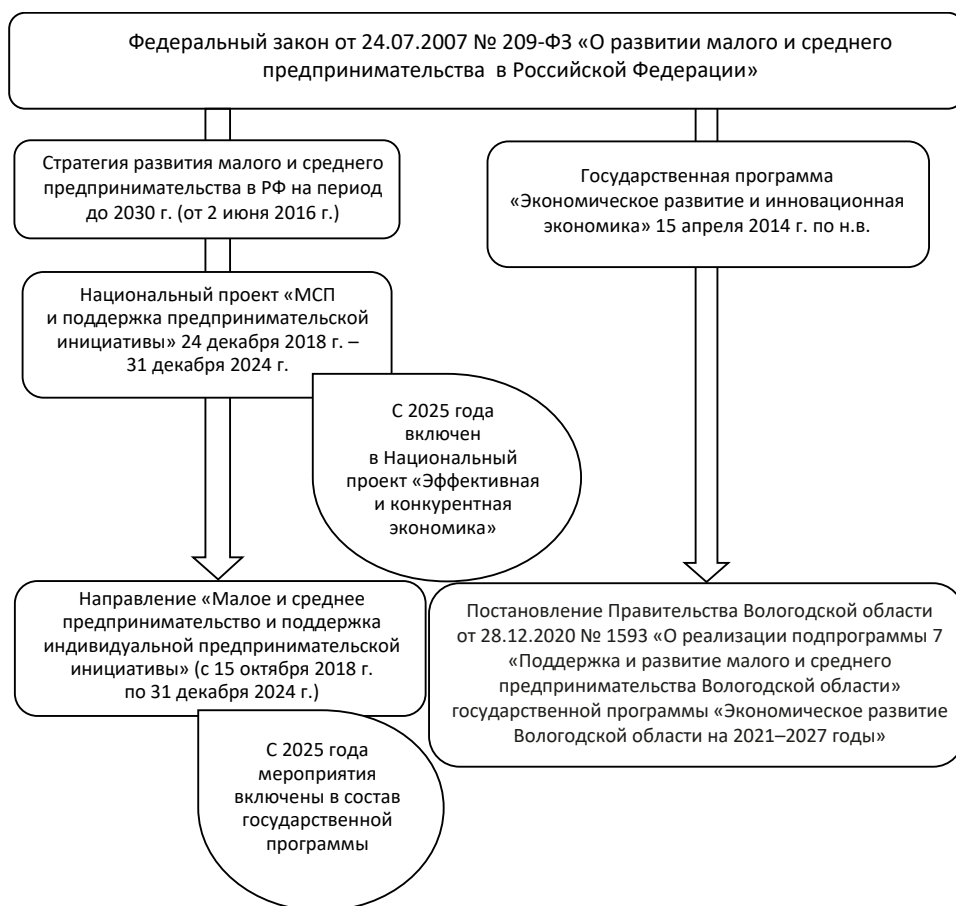 Федеральный закон от 24.07.2007 № 209-ФЗ «О развитии малого и среднего
предпринимательства в Российской Федерации»
Стратегия развития малого и среднего
предпринимательства в РФ на период
до 2030 г. (от 2 июня 2016 г.)
Государственная программа
«Экономическое развитие и инновационная
экономика» 15 апреля 2014 г. по н.в.
Национальный проект «МСП
и поддержка предпринимательской
инициативы» 24 декабря 2018 г. –
31 декабря 2024 г.
С 2025 года
включен
в Национальный
проект «Эффективная
и конкурентная
экономика»
Направление «Малое и среднее
предпринимательство и поддержка
индивидуальной предпринимательской
инициативы» (с 15 октября 2018 г.
по 31 декабря 2024 г.)
Постановление Правительства Вологодской области
от 28.12.2020 № 1593 «О реализации подпрограммы 7
«Поддержка и развитие малого и среднего
предпринимательства Вологодской области»
государственной программы «Экономическое развитие
Вологодской области на 2021–2027 годы»
С 2025 года
мероприятия
включены в состав
государственной
программы